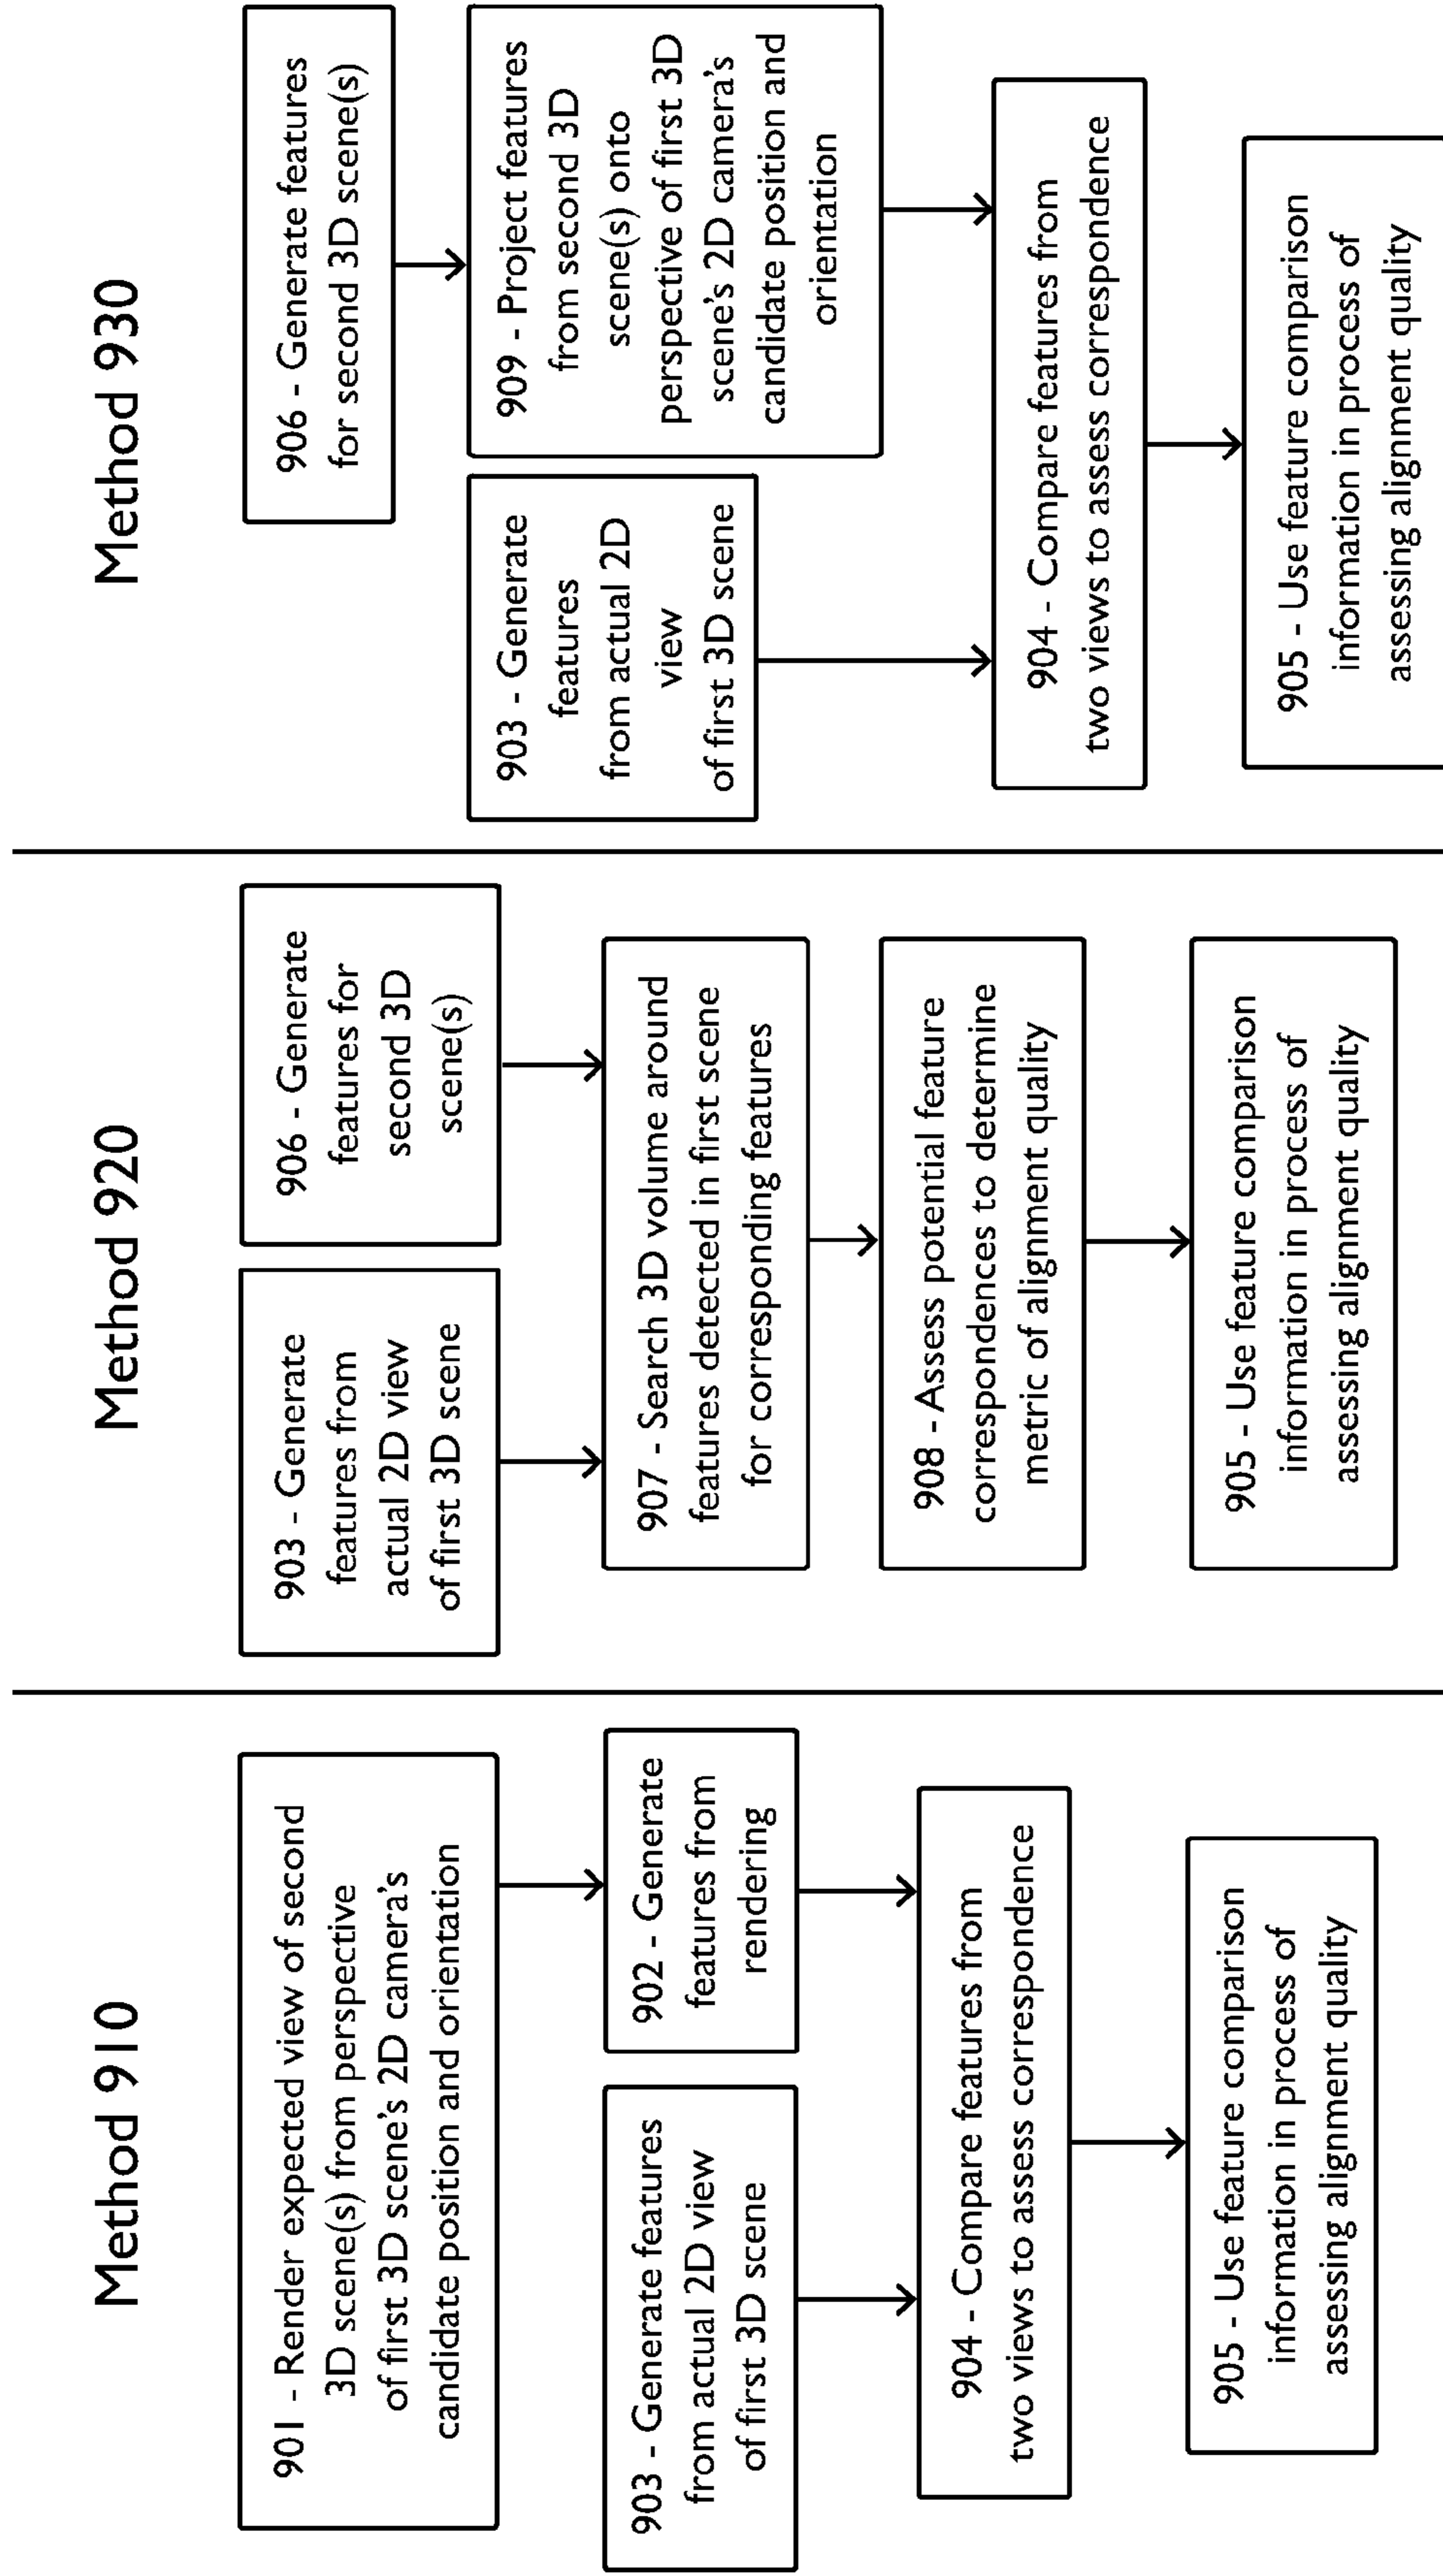 Method 910
901 - Render expected view of second
3D scene(s) from perspective
of first 3D scene's 2D camera's
candidate position and orientation
903 - Generate features
from actual 2D view
of first 3D scene
902 - Generate
features from
rendering
904 - Compare features from
two views to assess correspondence
905 - Use feature comparison
information in process of
assessing alignment quality
Method 920
903 - Generate
features from
actual 2D view
of first 3D scene
906 - Generate
features for
second 3D
scene(s)
907 - Search 3D volume around
features detected in first scene
for corresponding features
908 - Assess potential feature
correspondences to determine
metric of alignment quality
905 - Use feature comparison
information in process of
assessing alignment quality
Method 930
906 - Generate features
for second 3D scene(s)
903 - Generate
features
from actual 2D
view
of first 3D scene
909 - Project features
from second 3D
scene(s) onto
perspective of first 3D
scene's 2D camera's
candidate position and
orientation
904 - Compare features from
two views to assess correspondence
905 - Use feature comparison
information in process of
assessing alignment quality